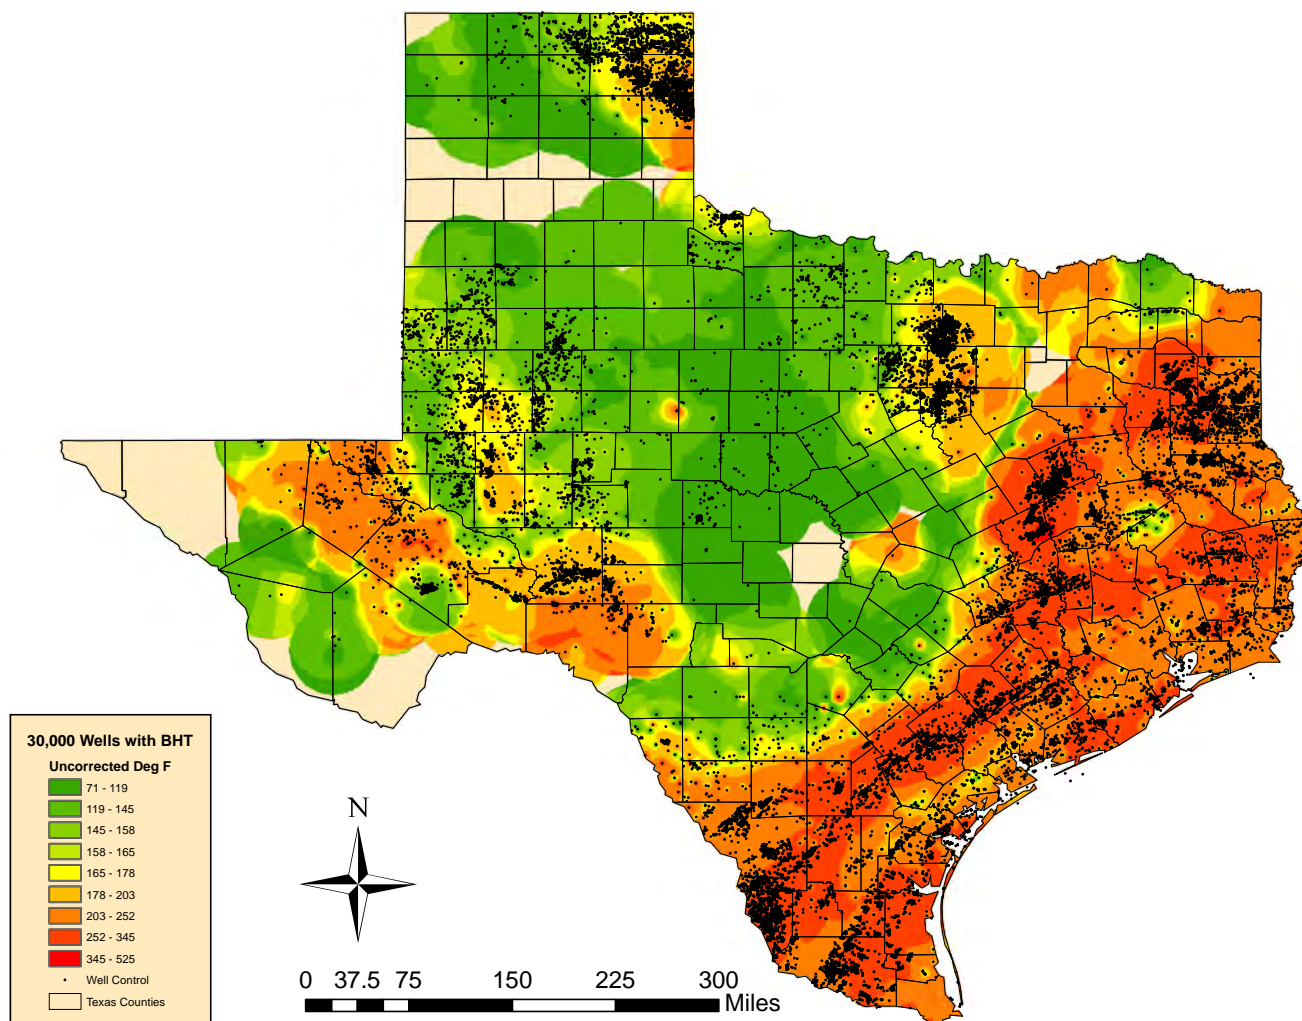 30,000 Wells with BHT
Uncorrected Deg F
71 - 119
119 - 145
145 - 158
158 - 165
165 - 178
178 - 203
203 - 252
252 - 345
345 - 525
Well Control
Texas Counties
N
0 37.5 75 150 225 300
Miles